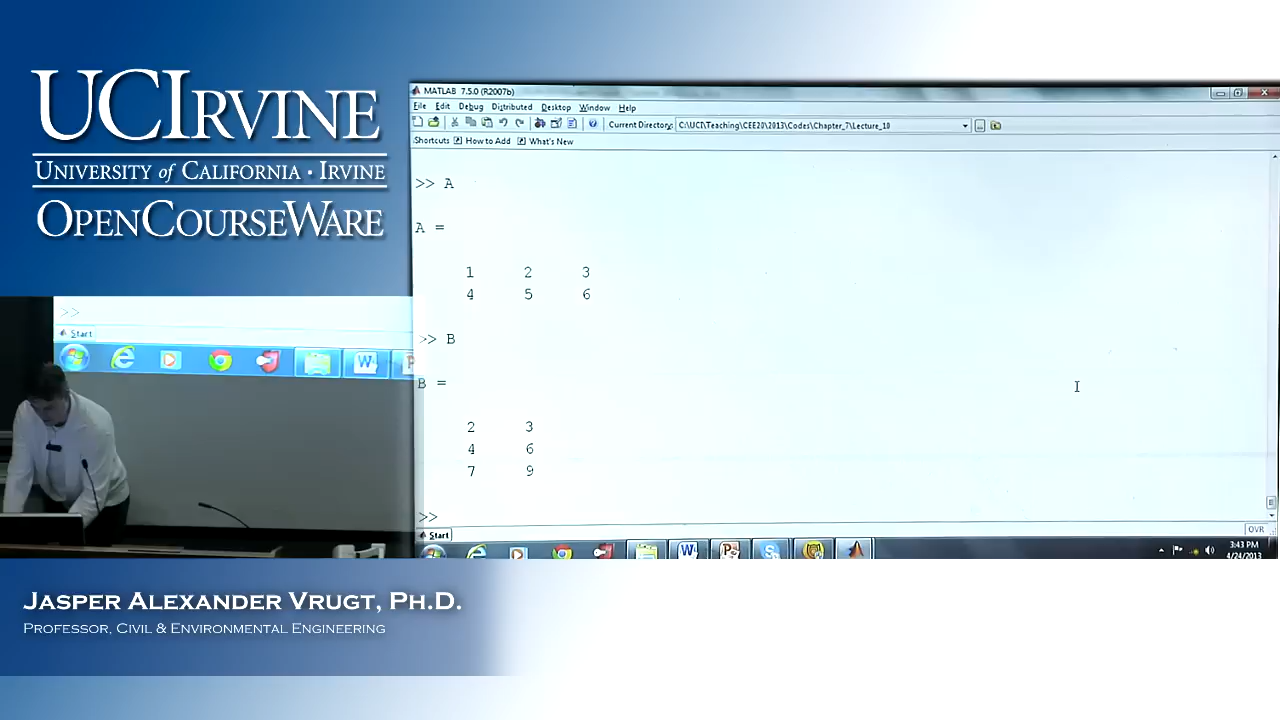 UCIRVINE
UNIVERSITY of CALIFORNIA · IRVINE
OPENCOURSEWARE
MATLAB 7.5.0 (R2007b)
File Edit Debug Distributed Desktop Window Help
Current Directory: C:\UCI\Teaching\CEE20\2013\Codes\Chapter_7\Lecture_10
Shortcuts How to Add What's New
>> A
A =
1 2 3
4 5 6
>> B
B =
2 3
4 6
7 9
>>
Start
OVR
3:43 PM
4/24/2013
>>
Start
JASPER ALEXANDER VRUGT, PH.D.
PROFESSOR, CIVIL & ENVIRONMENTAL ENGINEERING